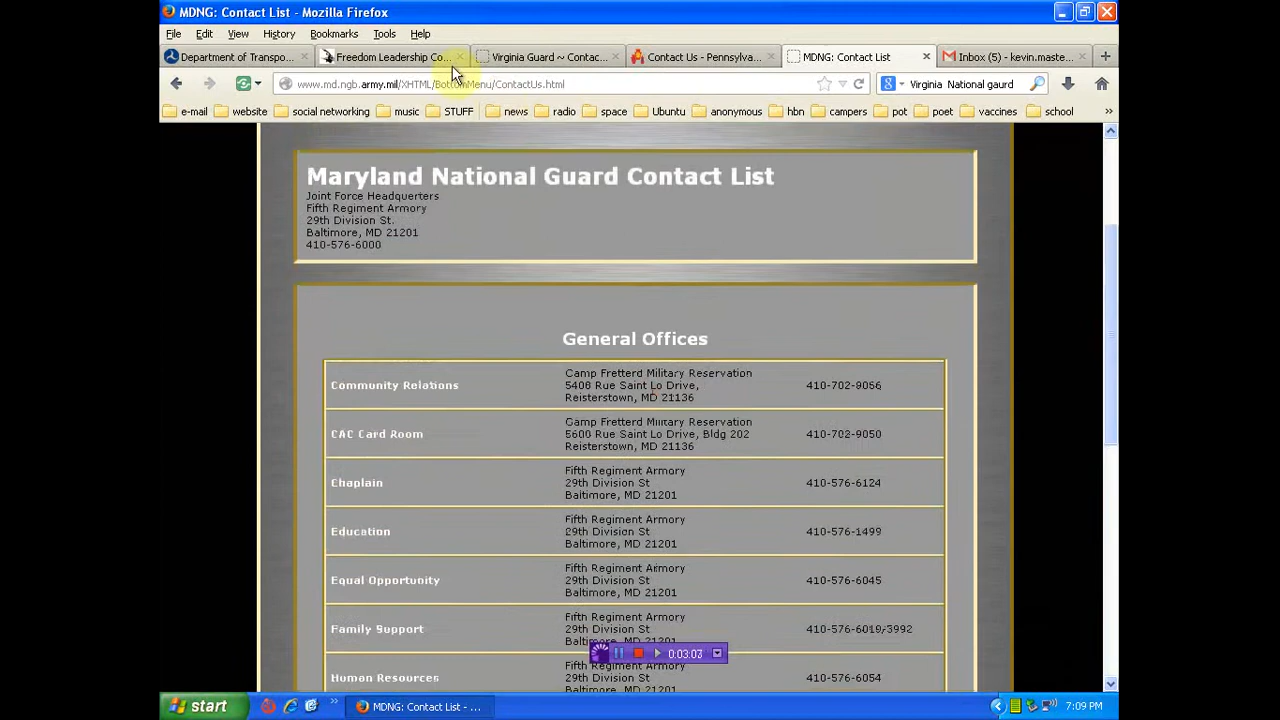 MDNG: Contact List - Mozilla Firefox
File Edit View History Bookmarks Tools Help
Department of Transpo... Freedom Leadership Co... Virginia Guard ~ Contac... Contact Us - Pennsylva... MDNG: Contact List Inbox (5) - kevin.maste...
www.md.ngb.army.mil/XHTML/BottomMenu/ContactUs.html Virginia National gaurd
e-mail website social networking music STUFF news radio space Ubuntu anonymous hbn campers pot poet vaccines school
Maryland National Guard Contact List
Joint Force Headquerters
Fifth Regiment Armory
29th Division St.
Baltimore, MD 21201
410-576-6000
General Offices
Community Relations
Camp Fretterd Military Reservation
5408 Rue Saint Lo Drive,
Reisterstown, MD 21136
410-702-9056
CAC Card Room
Camp Fretterd Military Reservation
5600 Rue Saint Lo Drive, Bldg 202
Reisterstown, MD 21136
410-702-9050
Chaplain
Fifth Regiment Armory
29th Division St
Baltimore, MD 21201
410-576-6124
Education
Fifth Regiment Armory
29th Division St
Baltimore, MD 21201
410-576-1499
Equal Opportunity
Fifth Regiment Armory
29th Division St
Baltimore, MD 21201
410-576-6045
Family Support
Fifth Regiment Armory
29th Division St
Baltimore, MD 21201
410-576-6019/3992
0:03:03
Human Resources
Fifth Regiment Armory
29th Division St
Baltimore, MD 21201
410-576-6054
start MDNG: Contact List - ... 7:09 PM